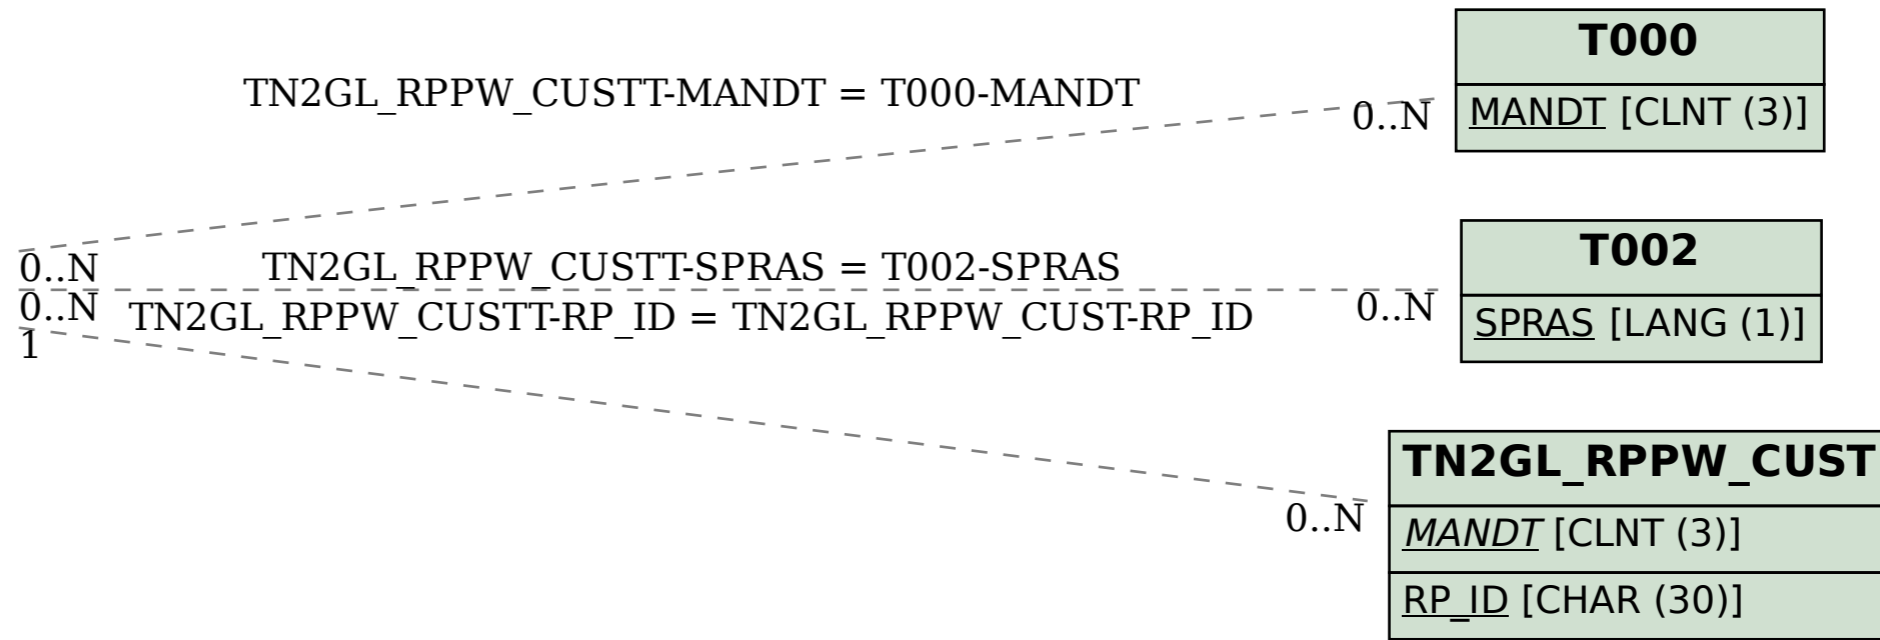 T000
TN2GL_RPPW_CUSTT-MANDT = T000-MANDT
0..N
MANDT [CLNT (3)]
0..N
TN2GL_RPPW_CUSTT-SPRAS = T002-SPRAS
T002
0..N
TN2GL_RPPW_CUSTT-RP_ID = TN2GL_RPPW_CUST-RP_ID
0..N
SPRAS [LANG (1)]
1
TN2GL_RPPW_CUST
0..N
MANDT [CLNT (3)]
RP_ID [CHAR (30)]